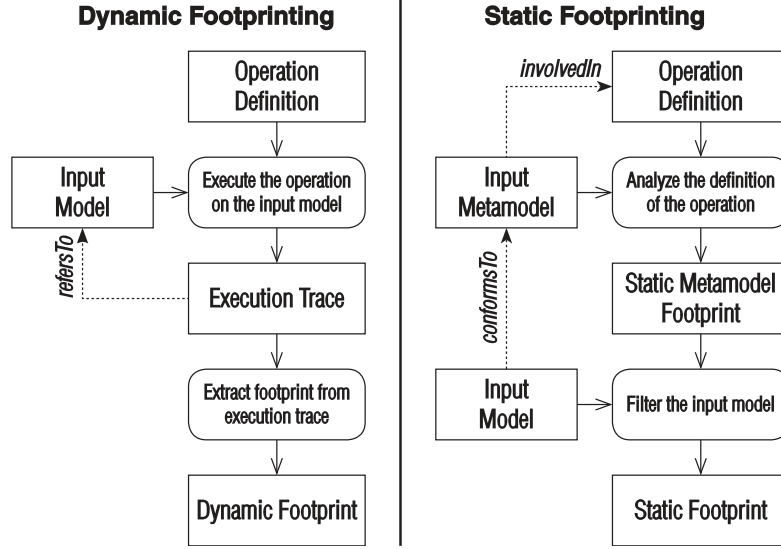 Dynamic Footprinting
Operation
Definition
Input
Model
Execute the operation
on the input model
refersTo
Execution Trace
Extract footprint from
execution trace
Dynamic Footprint
Static Footprinting
involvedIn
Operation
Definition
Input
Metamodel
Analyze the definition
of the operation
conformsTo
Static Metamodel
Footprint
Input
Model
Filter the input model
Static Footprint